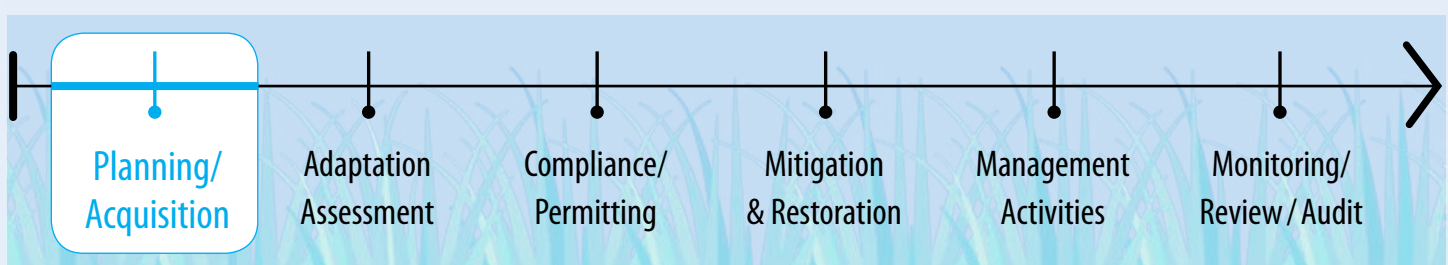 Planning/
Acquisition
Adaptation
Assessment
Compliance/
Permitting
Mitigation
& Restoration
Management
Activities
Monitoring/
Review / Audit